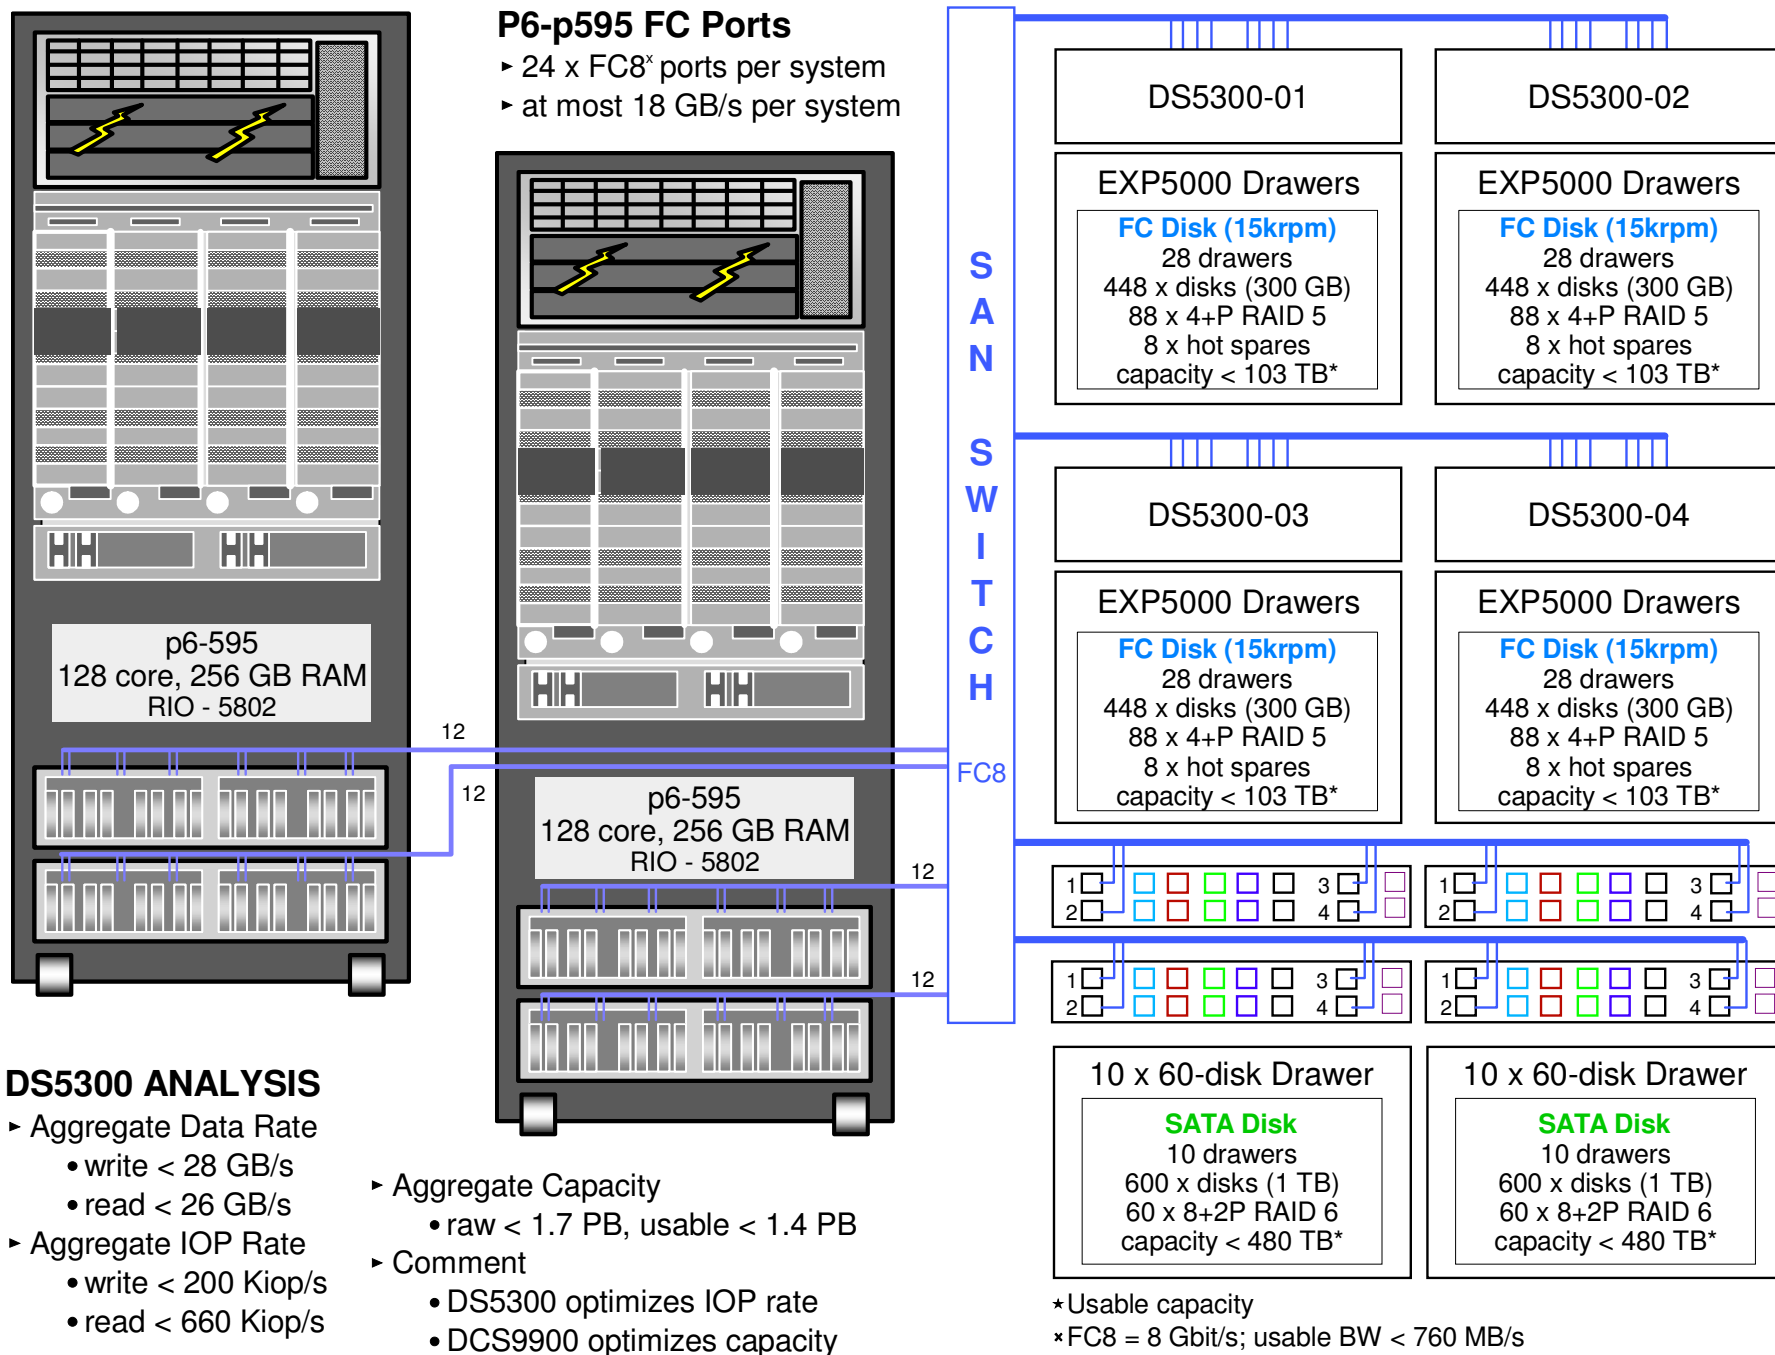 P6-p595 FC Ports
► 24 x FC8ˣ ports per system
► at most 18 GB/s per system
p6-595
128 core, 256 GB RAM
RIO - 5802
12
12
p6-595
128 core, 256 GB RAM
RIO - 5802
12
12
SAN SWITCH
FC8
DS5300-01
EXP5000 Drawers
FC Disk (15krpm)
28 drawers
448 x disks (300 GB)
88 x 4+P RAID 5
8 x hot spares
capacity < 103 TB*
DS5300-02
EXP5000 Drawers
FC Disk (15krpm)
28 drawers
448 x disks (300 GB)
88 x 4+P RAID 5
8 x hot spares
capacity < 103 TB*
DS5300-03
EXP5000 Drawers
FC Disk (15krpm)
28 drawers
448 x disks (300 GB)
88 x 4+P RAID 5
8 x hot spares
capacity < 103 TB*
DS5300-04
EXP5000 Drawers
FC Disk (15krpm)
28 drawers
448 x disks (300 GB)
88 x 4+P RAID 5
8 x hot spares
capacity < 103 TB*
1 3
2 4
1 3
2 4
1 3
2 4
1 3
2 4
10 x 60-disk Drawer
SATA Disk
10 drawers
600 x disks (1 TB)
60 x 8+2P RAID 6
capacity < 480 TB*
10 x 60-disk Drawer
SATA Disk
10 drawers
600 x disks (1 TB)
60 x 8+2P RAID 6
capacity < 480 TB*
DS5300 ANALYSIS
► Aggregate Data Rate
• write < 28 GB/s
• read < 26 GB/s
► Aggregate IOP Rate
• write < 200 Kiop/s
• read < 660 Kiop/s
► Aggregate Capacity
• raw < 1.7 PB, usable < 1.4 PB
► Comment
• DS5300 optimizes IOP rate
• DCS9900 optimizes capacity
* Usable capacity
ˣ FC8 = 8 Gbit/s; usable BW < 760 MB/s